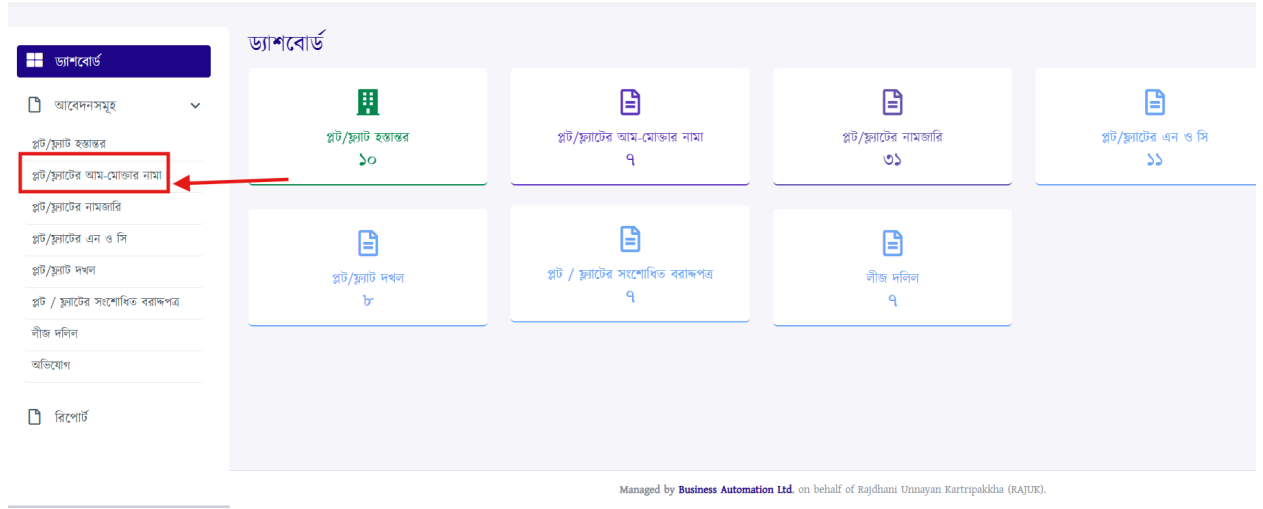 ড্যাশবোর্ড
আবেদনসমূহ
প্লট/ফ্ল্যাট হস্তান্তর
প্লট/ফ্ল্যাটের আম-মোক্তার নামা
প্লট/ফ্ল্যাটের নামজারি
প্লট/ফ্ল্যাটের এন ও সি
প্লট/ফ্ল্যাট দখল
প্লট / ফ্ল্যাটের সংশোধিত বরাদ্দপত্র
লীজ দলিল
অভিযোগ
রিপোর্ট
ড্যাশবোর্ড
প্লট/ফ্ল্যাট হস্তান্তর
১০
প্লট/ফ্ল্যাটের আম-মোক্তার নামা
৭
প্লট/ফ্ল্যাটের নামজারি
৩১
প্লট/ফ্ল্যাটের এন ও সি
১১
প্লট/ফ্ল্যাট দখল
৮
প্লট / ফ্ল্যাটের সংশোধিত বরাদ্দপত্র
৭
লীজ দলিল
৭
Managed by Business Automation Ltd. on behalf of Rajdhani Unnayan Kartripakkha (RAJUK).